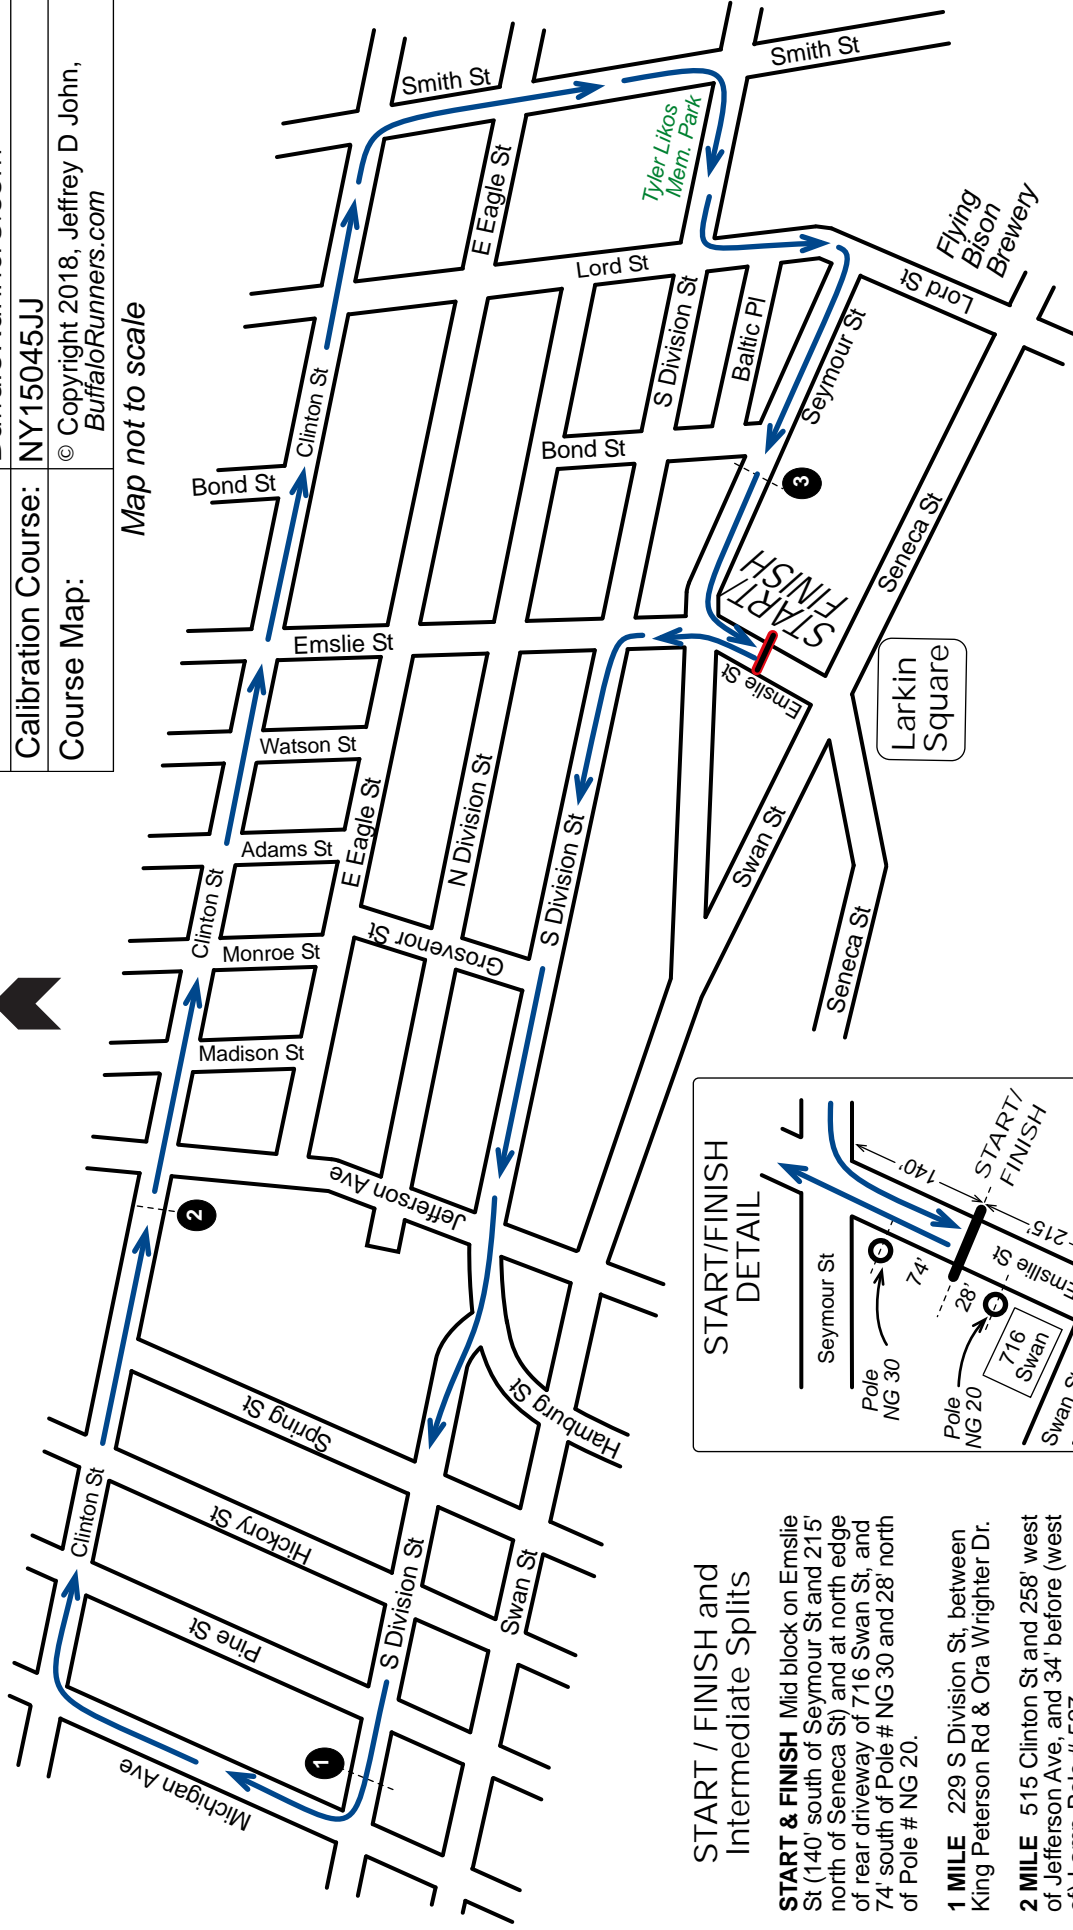 Calibration Course: NY15045JJ
Course Map: © Copyright 2018, Jeffrey D John,
BuffaloRunners.com
Map not to scale
Smith St
Smith St
Tyler Likos
Mem. Park
E Eagle St
Lord St
Lord St
Flying
Bison
Brewery
S Division St
Baltic Pl
Seymour St
Clinton St
Bond St
Bond St
3
START/
FINISH
Seneca St
Emslie St
Emslie St
Larkin
Square
Watson St
Adams St
E Eagle St
N Division St
S Division St
Swan St
Seneca St
Clinton St
Monroe St
Grosvenor St
Madison St
Jefferson Ave
2
Spring St
Hamburg St
Clinton St
Hickory St
Pine St
S Division St
Swan St
1
Michigan Ave
START/FINISH
DETAIL
Seymour St
Pole
NG 30
74'
28'
Pole
NG 20
716
Swan
140'
START/
FINISH
215'
Emslie St
Swan St
START / FINISH and
Intermediate Splits
START & FINISH Mid block on Emslie
St (140' south of Seymour St and 215'
north of Seneca St) and at north edge
of rear driveway of 716 Swan St, and
74' south of Pole # NG 30 and 28' north
of Pole # NG 20.
1 MILE 229 S Division St, between
King Peterson Rd & Ora Wrighter Dr.
2 MILE 515 Clinton St and 258' west
of Jefferson Ave, and 34' before (west